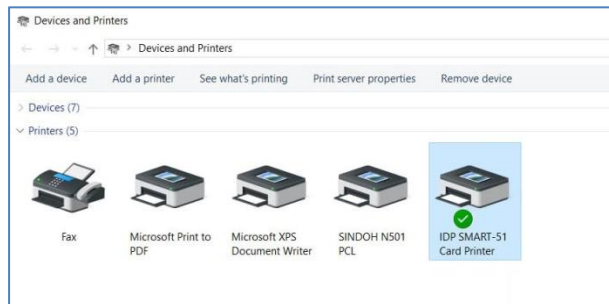 Devices and Printers
Devices and Printers
Add a device Add a printer See what's printing Print server properties Remove device
Devices (7)
Printers (5)
Fax
Microsoft Print to
PDF
Microsoft XPS
Document Writer
SINDOH N501
PCL
IDP SMART-51
Card Printer